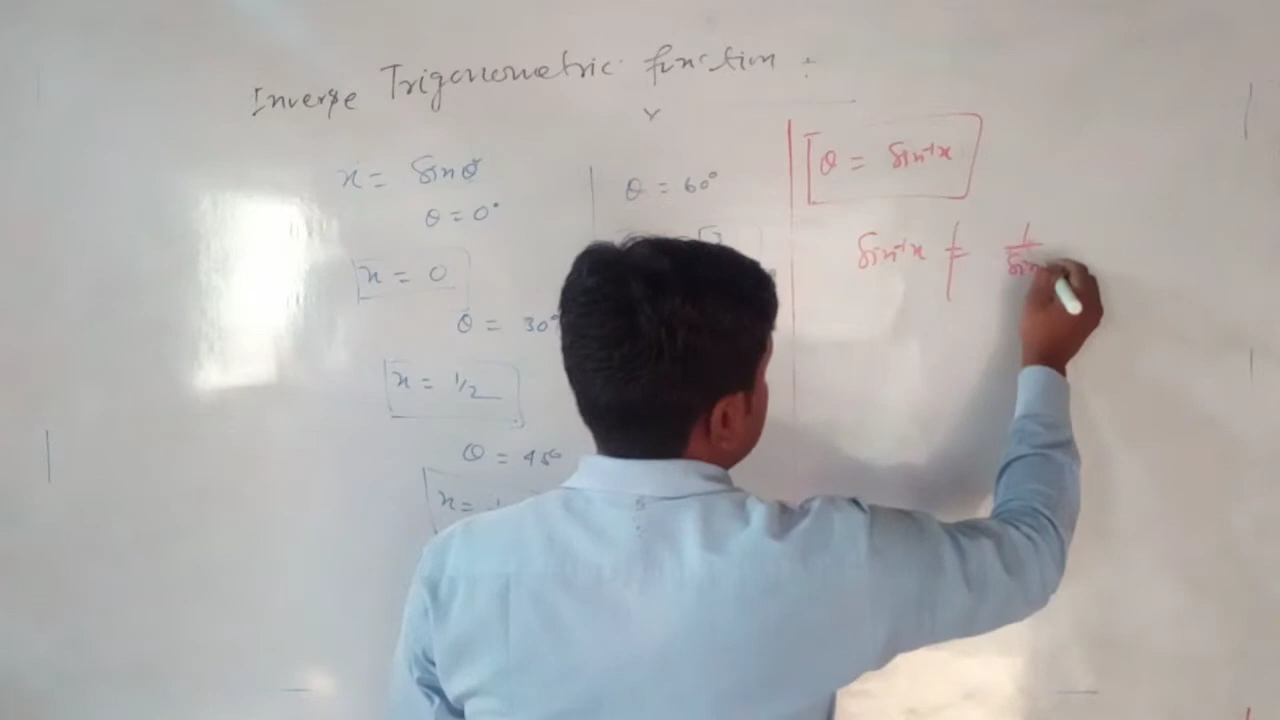 Inverse Trigonometric function :
x = sinθ
θ = 0°
x = 0
θ = 30°
x = 1/2
θ = 45°
x =
θ = 60°
θ = sin⁻¹x
sin⁻¹x ≠ 1/sin